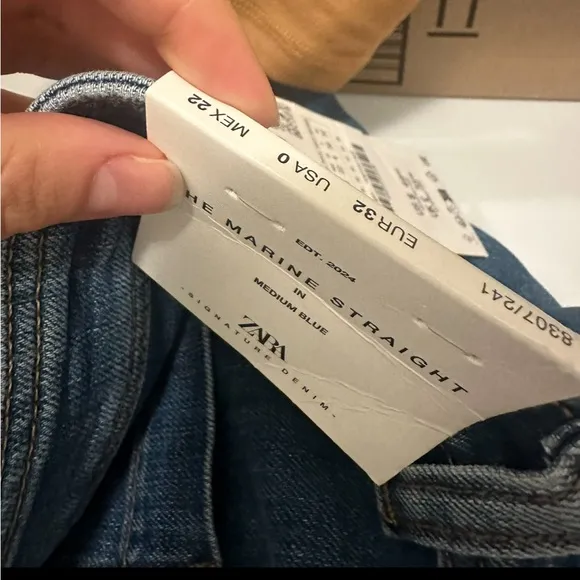 MEX 22 USA 0 EUR 32 8307/241
EDT. 2024
HE MARINE STRAIGHT
IN
MEDIUM BLUE
ZARA
-SIGNATURE DENIM-